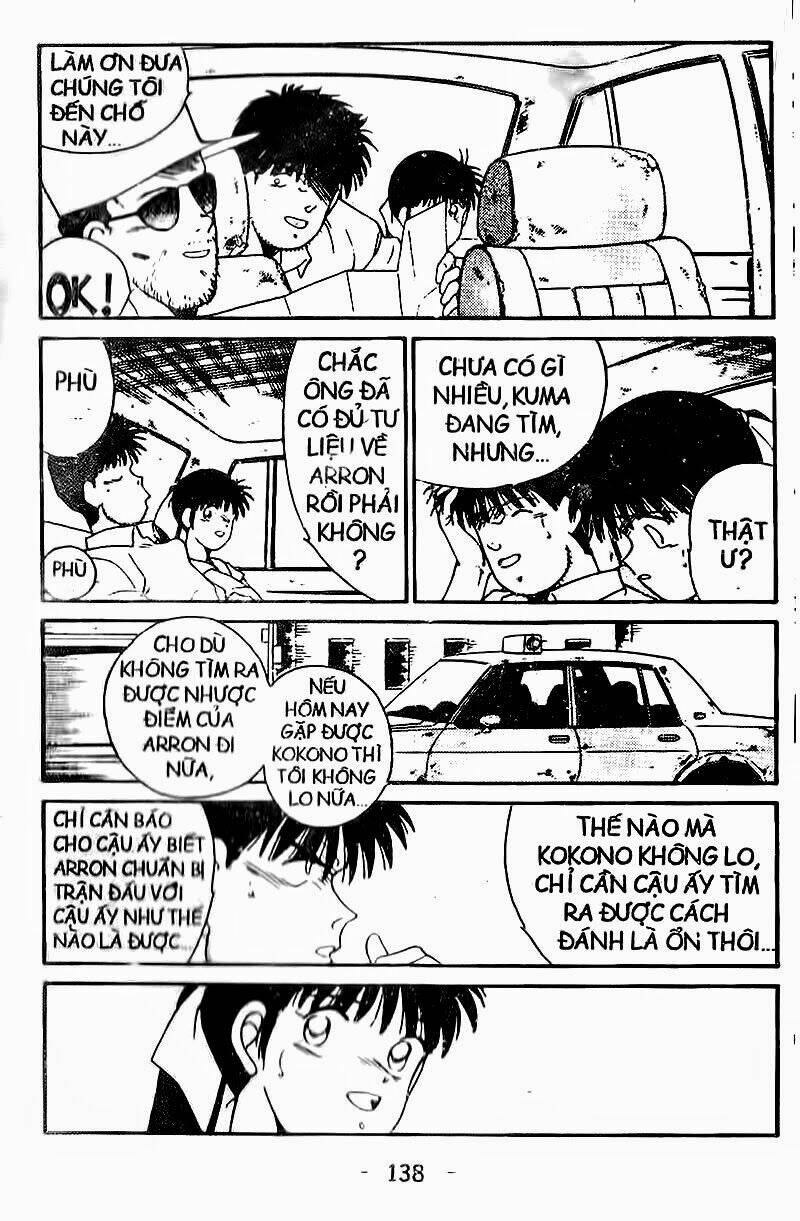 LÀM ƠN ĐƯA
CHÚNG TÔI
ĐẾN CHỖ
NÀY...
OK!
PHÙ
PHÙ
CHẮC
ÔNG ĐÃ
CÓ ĐỦ TƯ
LIỆU VỀ
ARRON
RỒI PHẢI
KHÔNG
?
CHƯA CÓ GÌ
NHIỀU, KUMA
ĐANG TÌM,
NHƯNG...
THẬT
Ư?
CHO DÙ
KHÔNG TÌM RA
ĐƯỢC NHƯỢC
ĐIỂM CỦA
ARRON ĐI
NỮA,
NẾU
HÔM NAY
GẶP ĐƯỢC
KOKONO THÌ
TÔI KHÔNG
LO NỮA...
CHỈ CẦN BÁO
CHO CẬU ẤY BIẾT
ARRON CHUẨN BỊ
TRẬN ĐẤU VỚI
CẬU ẤY NHƯ THẾ
NÀO LÀ ĐƯỢC...
THẾ NÀO MÀ
KOKONO KHÔNG LO,
CHỈ CẦN CẬU ẤY TÌM
RA ĐƯỢC CÁCH
ĐÁNH LÀ ỔN THÔI...
- 138 -